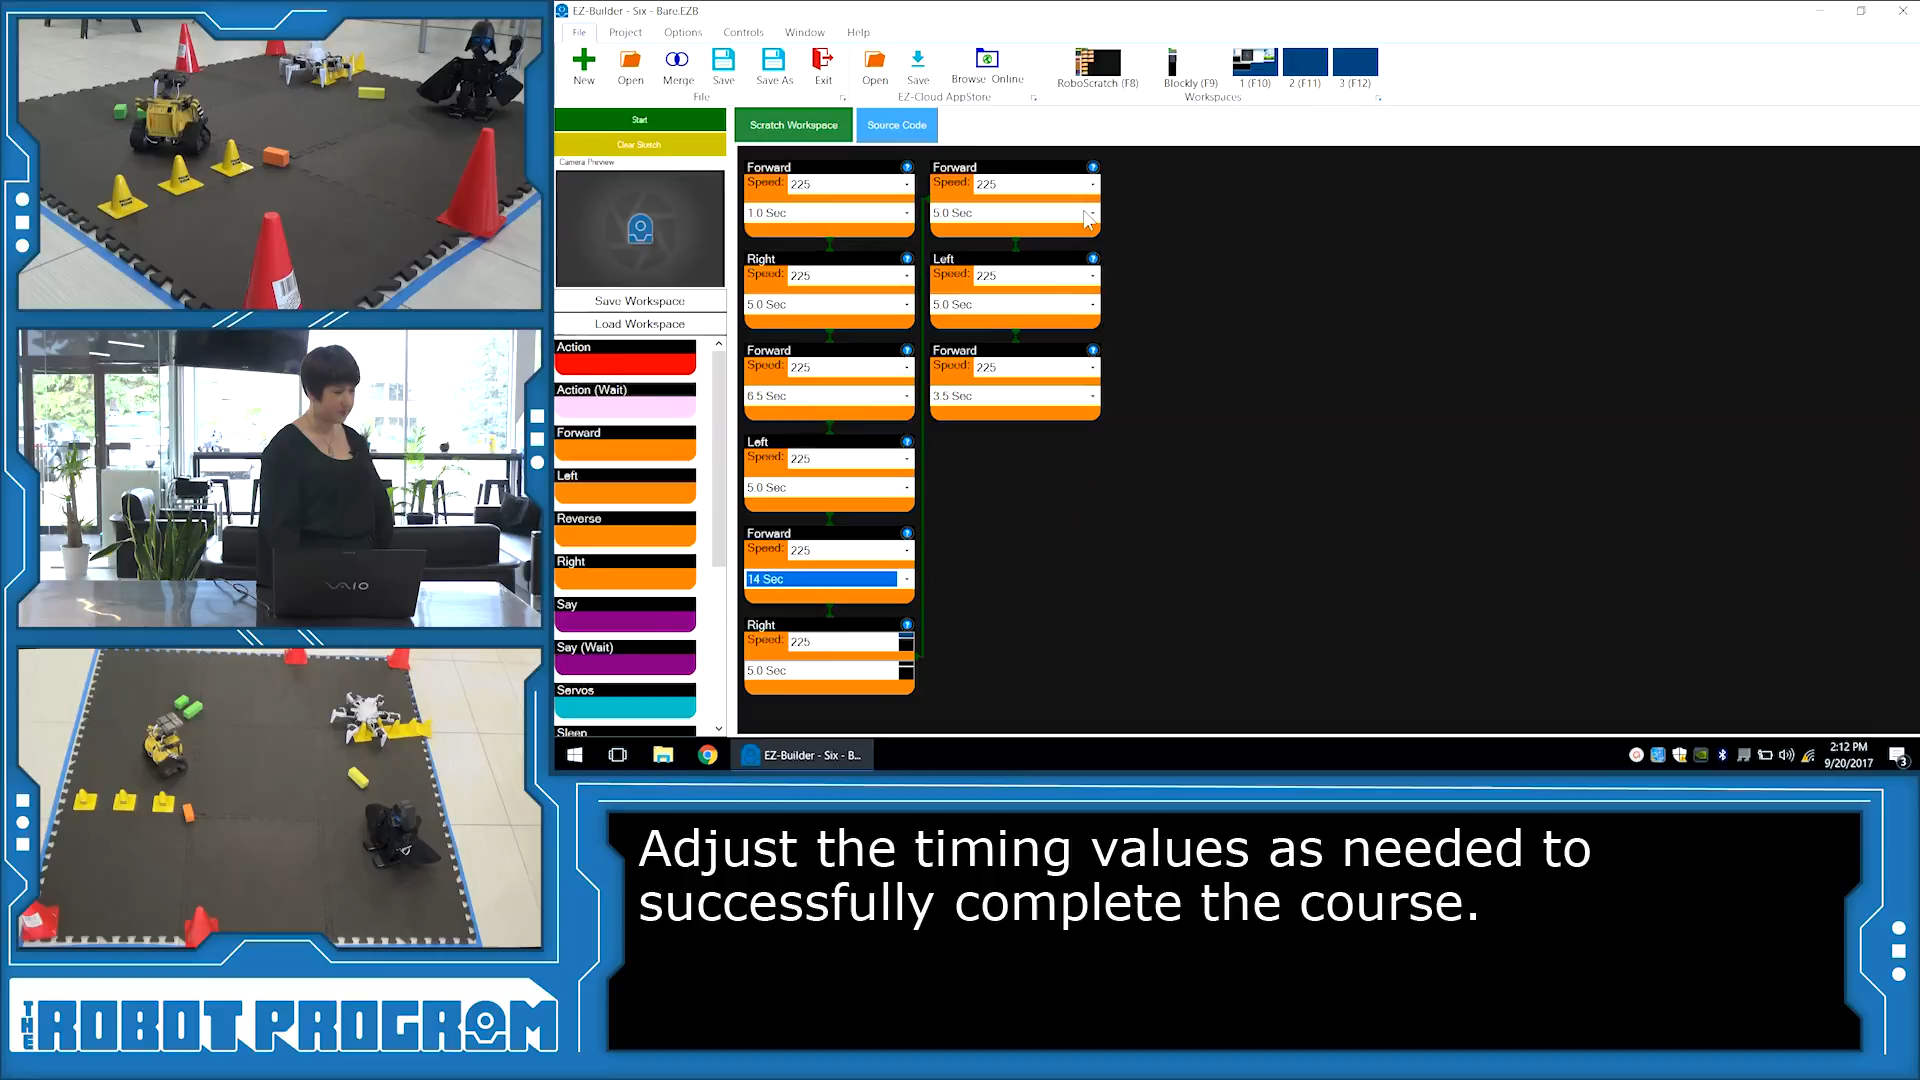 EZ-Builder - Six - Bare.EZB
File Project Options Controls Window Help
New Open Merge Save Save As Exit Open Save Browse Online RoboScratch (F8) Blockly (F9) 1 (F10) 2 (F11) 3 (F12)
File EZ-Cloud AppStore Workspaces
Start
Clear Sketch
Camera Preview
Save Workspace
Load Workspace
Action
Action (Wait)
Forward
Left
Reverse
Right
Say
Say (Wait)
Servos
Sleep
Scratch Workspace Source Code
Forward
Speed: 225
1.0 Sec
Right
Speed: 225
5.0 Sec
Forward
Speed: 225
6.5 Sec
Left
Speed: 225
5.0 Sec
Forward
Speed: 225
14 Sec
Right
Speed: 225
5.0 Sec
Forward
Speed: 225
5.0 Sec
Left
Speed: 225
5.0 Sec
Forward
Speed: 225
3.5 Sec
EZ-Builder - Six - B...
2:12 PM
9/20/2017
3
VAIO
Adjust the timing values as needed to
successfully complete the course.
THE ROBOT PROGRAM